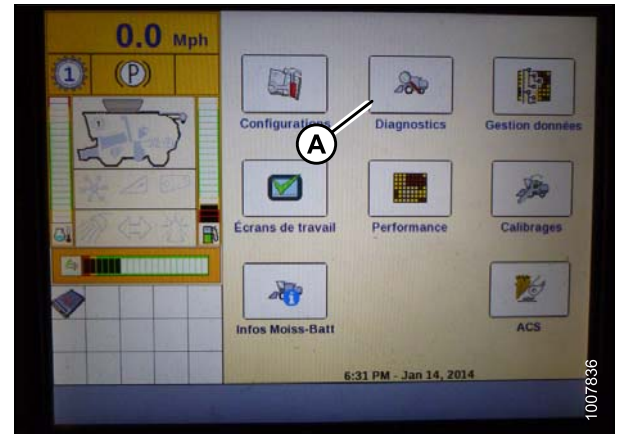 0.0 Mph
1
(P)
Configurations
Diagnostics
Gestion données
A
Écrans de travail
Performance
Calibrages
Infos Moiss-Batt
ACS
6:31 PM - Jan 14, 2014
1007836